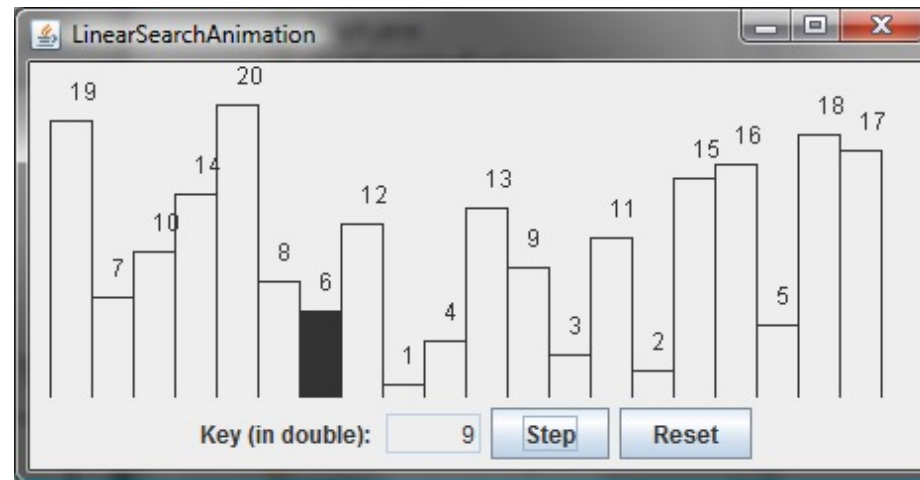 LinearSearchAnimation
19 7 10 14 20 8 6 12 1 4 13 9 3 11 2 15 16 5 18 17
Key (in double): 9 Step Reset